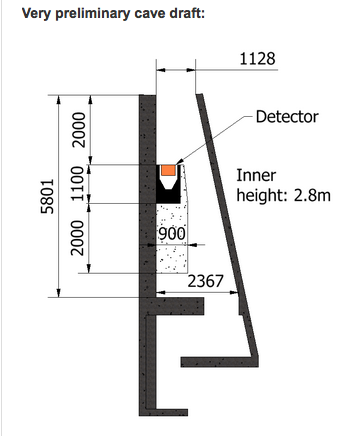 Very preliminary cave draft:
1128
Detector
2000
1100
5801
Inner
height: 2.8m
2000
900
2367